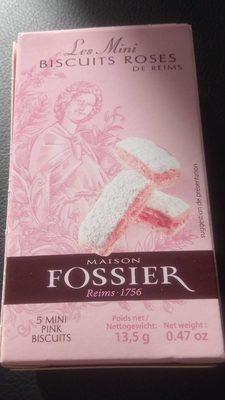 Les Mini
BISCUITS ROSES
DE REIMS
suggestion de présentation
MAISON
FOSSIER
Reims · 1756
5 MINI
PINK
BISCUITS
Poids net /
Nettogewicht:
13,5 g
Net weight :
0.47 oz